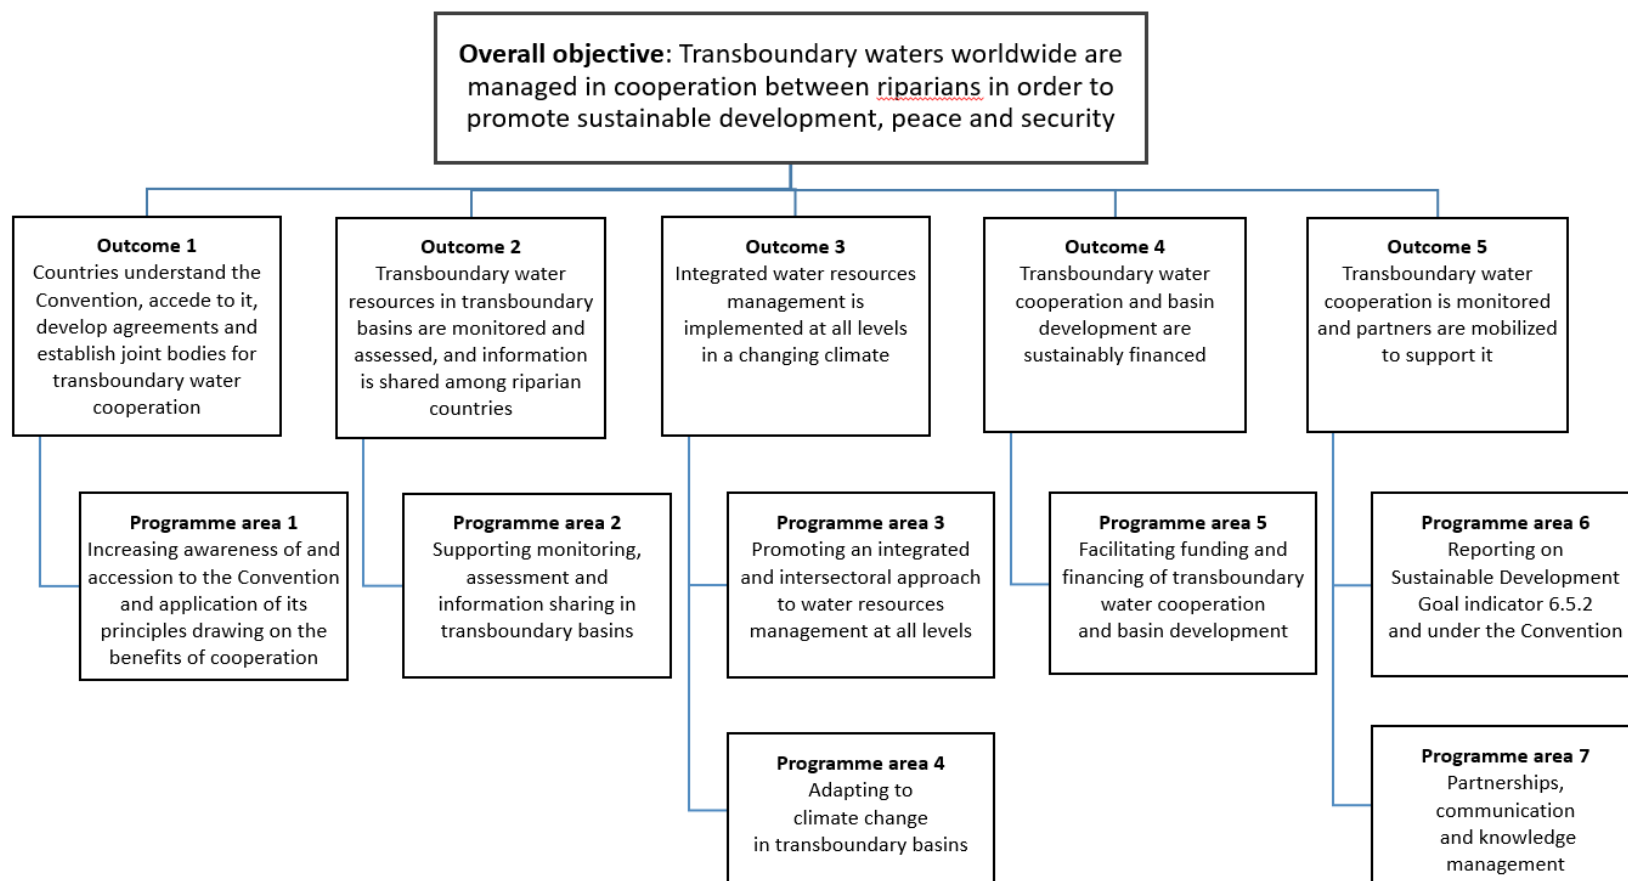 Overall objective: Transboundary waters worldwide are
managed in cooperation between riparians in order to
promote sustainable development, peace and security
Outcome 1
Countries understand the
Convention, accede to it,
develop agreements and
establish joint bodies for
transboundary water
cooperation
Outcome 2
Transboundary water
resources in transboundary
basins are monitored and
assessed, and information
is shared among riparian
countries
Outcome 3
Integrated water resources
management is
implemented at all levels
in a changing climate
Outcome 4
Transboundary water
cooperation and basin
development are
sustainably financed
Outcome 5
Transboundary water
cooperation is monitored
and partners are mobilized
to support it
Programme area 1
Increasing awareness of and
accession to the Convention
and application of its
principles drawing on the
benefits of cooperation
Programme area 2
Supporting monitoring,
assessment and
information sharing in
transboundary basins
Programme area 3
Promoting an integrated
and intersectoral approach
to water resources
management at all levels
Programme area 5
Facilitating funding and
financing of transboundary
water cooperation
and basin development
Programme area 6
Reporting on
Sustainable Development
Goal indicator 6.5.2
and under the Convention
Programme area 4
Adapting to
climate change
in transboundary basins
Programme area 7
Partnerships,
communication
and knowledge
management